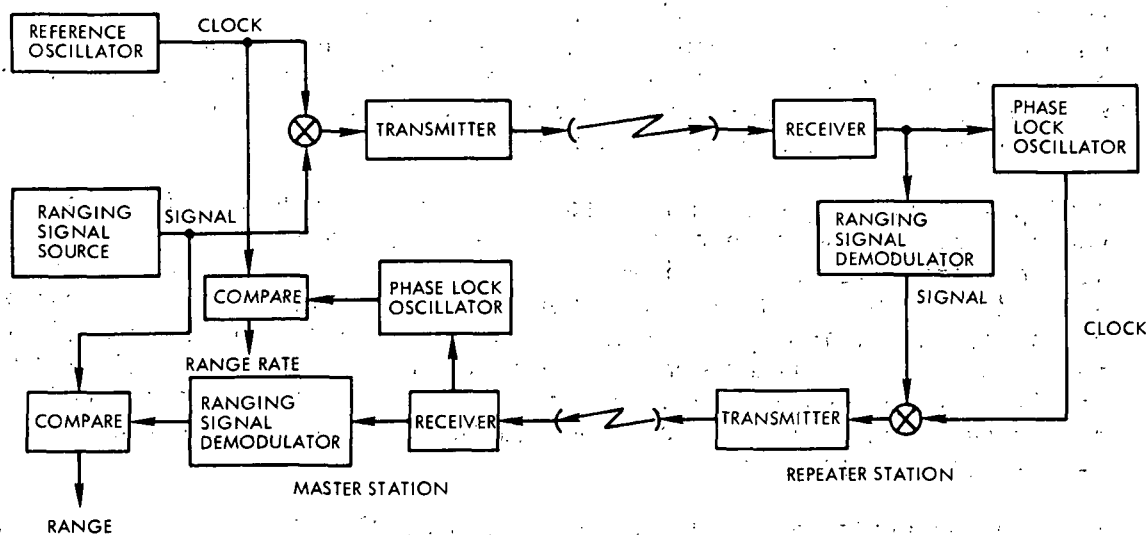 REFERENCE
OSCILLATOR
CLOCK
TRANSMITTER
RECEIVER
PHASE
LOCK
OSCILLATOR
RANGING
SIGNAL
SOURCE
SIGNAL
RANGING
SIGNAL
DEMODULATOR
SIGNAL
CLOCK
COMPARE
PHASE LOCK
OSCILLATOR
RANGE RATE
COMPARE
RANGING
SIGNAL
DEMODULATOR
RECEIVER
TRANSMITTER
MASTER STATION
REPEATER STATION
RANGE